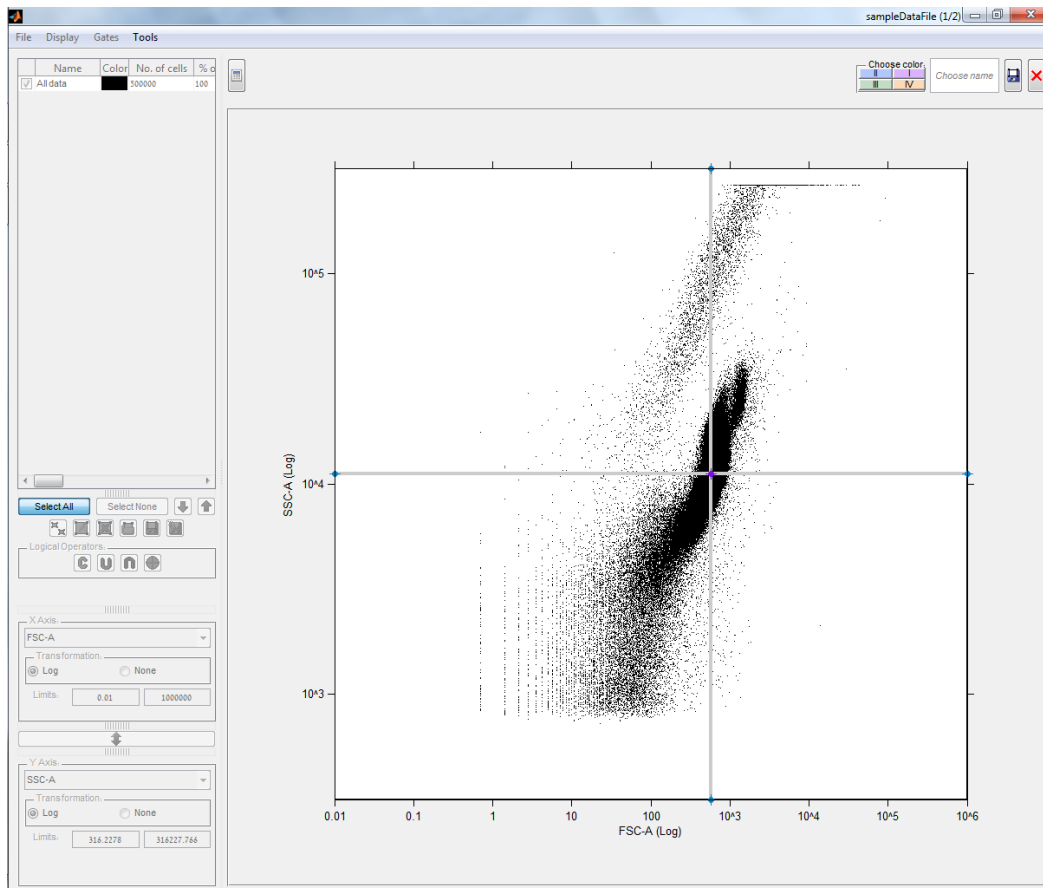 sampleDataFile (1/2)
File Display Gates Tools
Name Color No. of cells % o
All data 500000 100
Choose color:
II I
III IV
Choose name
Select All Select None
Logical Operators:
C U ∩
X Axis:
FSC-A
Transformation:
Log None
Limits: 0.01 1000000
Y Axis:
SSC-A
Transformation:
Log None
Limits: 316.2278 316227.766
10^5
10^4
10^3
SSC-A (Log)
0.01 0.1 1 10 100 10^3 10^4 10^5 10^6
FSC-A (Log)